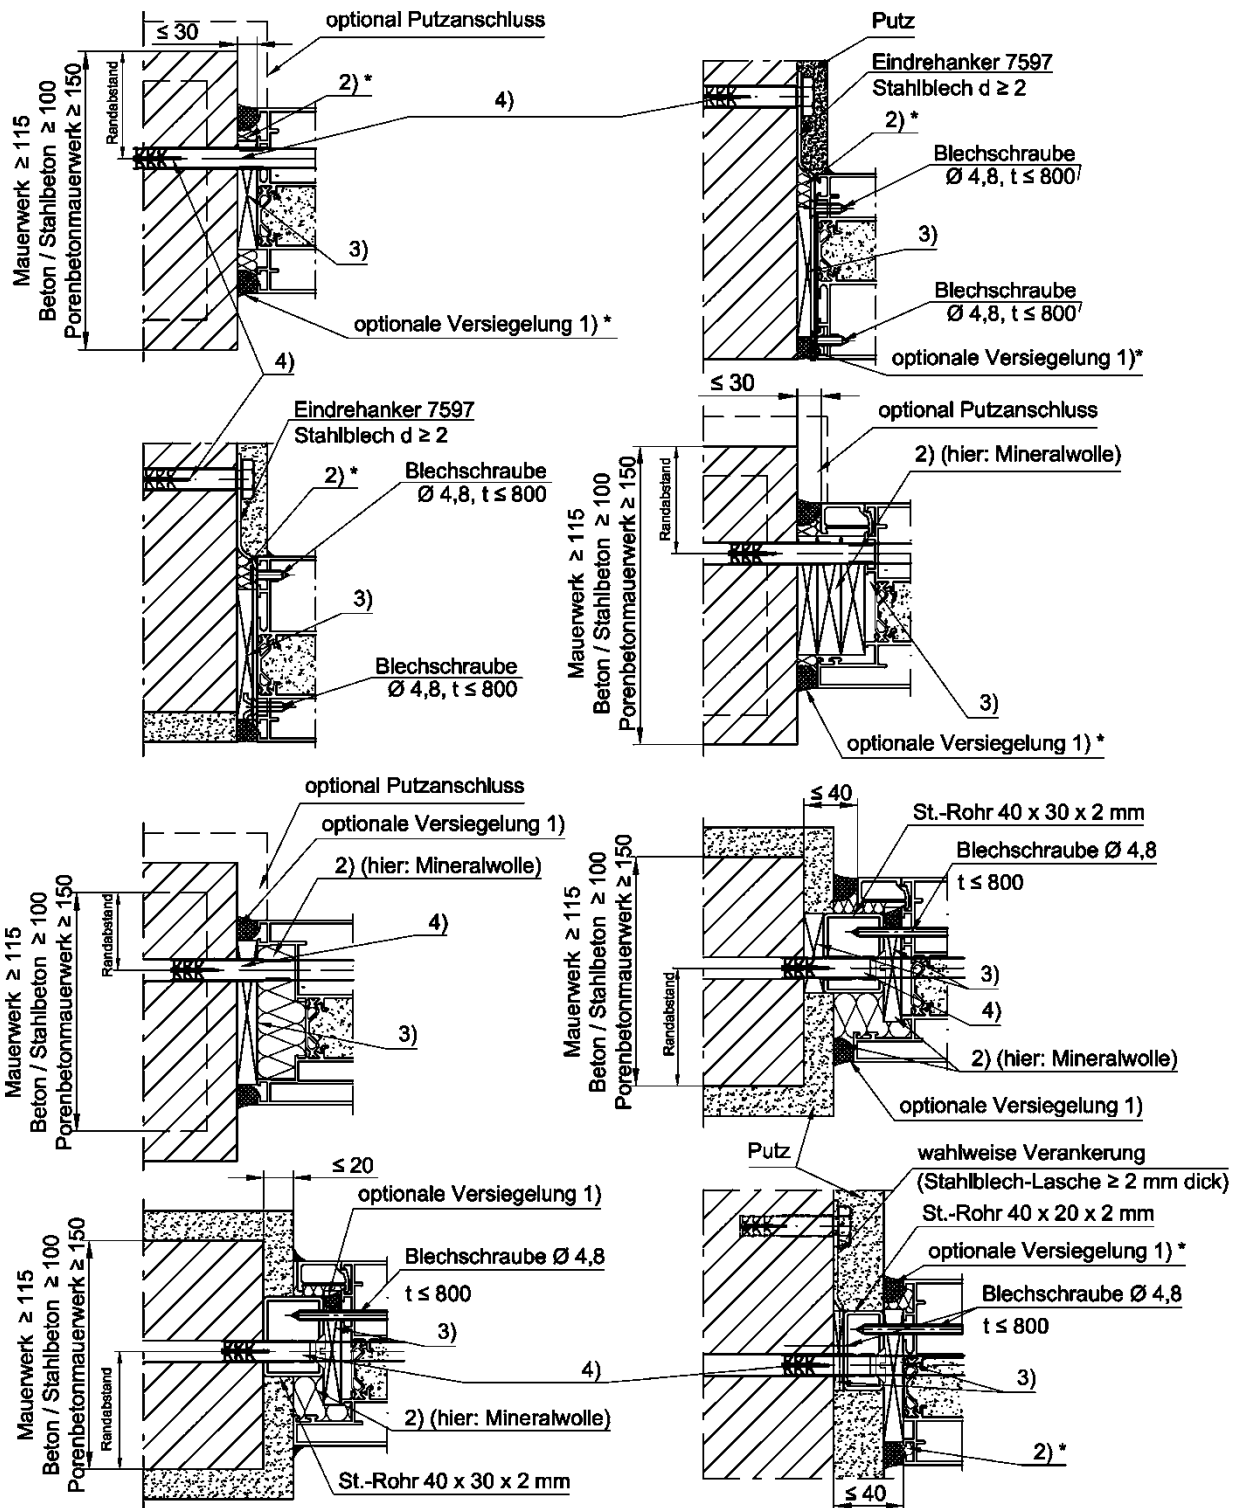 ≤ 30
optional Putzanschluss
2) *
4)
Randabstand
Mauerwerk ≥ 115
Beton / Stahlbeton ≥ 100
Porenbetonmauerwerk ≥ 150
3)
optionale Versiegelung 1) *
4)
Putz
Eindrehanker 7597
Stahlblech d ≥ 2
2) *
Blechschraube
Ø 4,8, t ≤ 800
3)
Blechschraube
Ø 4,8, t ≤ 800
optionale Versiegelung 1)*
Eindrehanker 7597
Stahlblech d ≥ 2
2) *
Blechschraube
Ø 4,8, t ≤ 800
3)
Blechschraube
Ø 4,8, t ≤ 800
≤ 30
optional Putzanschluss
2) (hier: Mineralwolle)
Randabstand
Mauerwerk ≥ 115
Beton / Stahlbeton ≥ 100
Porenbetonmauerwerk ≥ 150
3)
optionale Versiegelung 1) *
optional Putzanschluss
optionale Versiegelung 1)
2) (hier: Mineralwolle)
4)
Randabstand
Mauerwerk ≥ 115
Beton / Stahlbeton ≥ 100
Porenbetonmauerwerk ≥ 150
3)
≤ 40
St.-Rohr 40 x 30 x 2 mm
Blechschraube Ø 4,8
t ≤ 800
Mauerwerk ≥ 115
Beton / Stahlbeton ≥ 100
Porenbetonmauerwerk ≥ 150
Randabstand
3)
4)
2) (hier: Mineralwolle)
optionale Versiegelung 1)
Putz
≤ 20
optionale Versiegelung 1)
Blechschraube Ø 4,8
t ≤ 800
Mauerwerk ≥ 115
Beton / Stahlbeton ≥ 100
Porenbetonmauerwerk ≥ 150
Randabstand
3)
4)
2) (hier: Mineralwolle)
St.-Rohr 40 x 30 x 2 mm
wahlweise Verankerung
(Stahlblech-Lasche ≥ 2 mm dick)
St.-Rohr 40 x 20 x 2 mm
optionale Versiegelung 1) *
Blechschraube Ø 4,8
t ≤ 800
3)
2) *
≤ 40